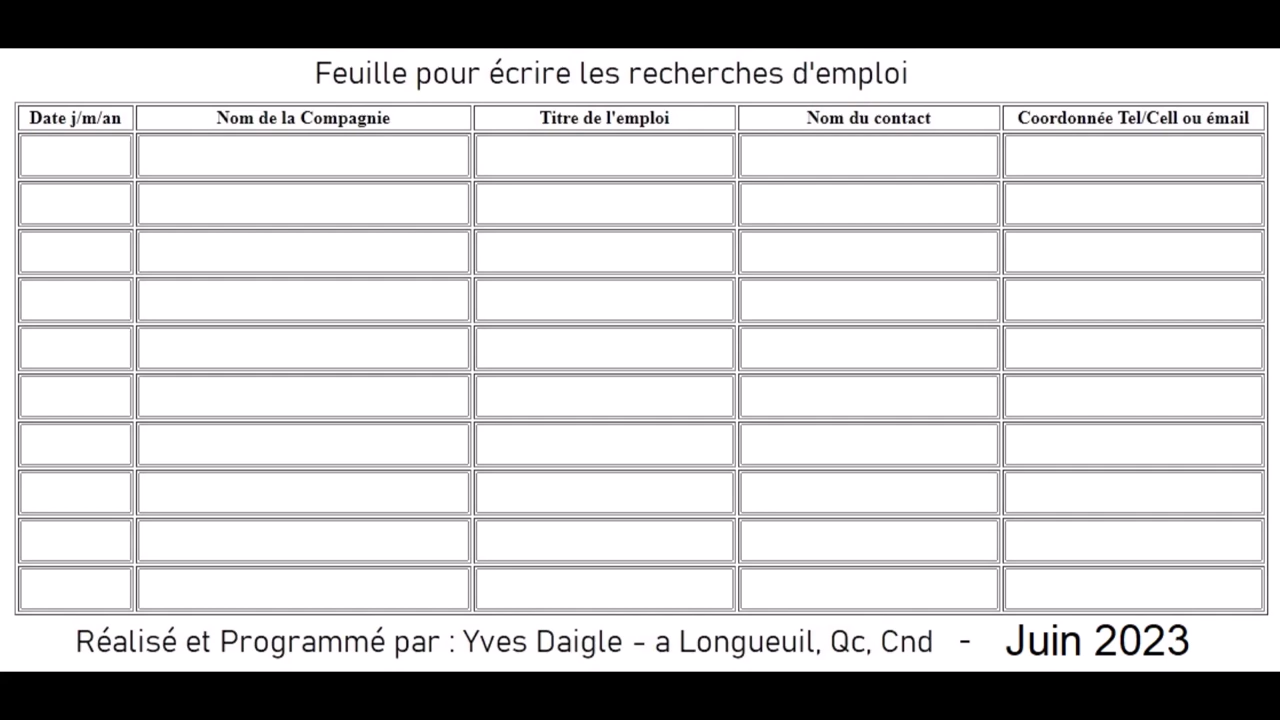 Feuille pour écrire les recherches d'emploi
Date j/m/an Nom de la Compagnie Titre de l'emploi Nom du contact Coordonnée Tel/Cell ou émail
Réalisé et Programmé par : Yves Daigle - a Longueuil, Qc, Cnd - Juin 2023